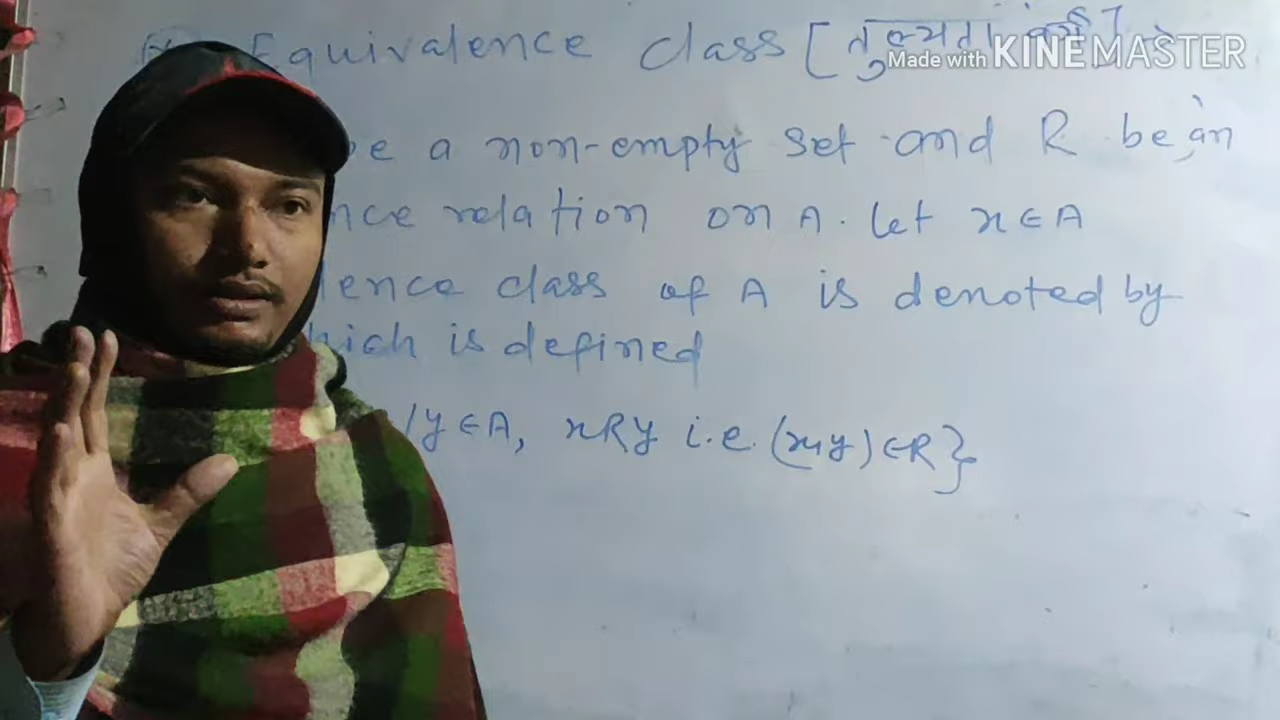 Equivalence class [तुल्यता वर्ग]
Made with KINEMASTER
be a non-empty set and R be an
nce relation on A. Let x ∈ A
lence class of A is denoted by
hich is defined
/y ∈ A, xRy i.e. (x, y) ∈ R}